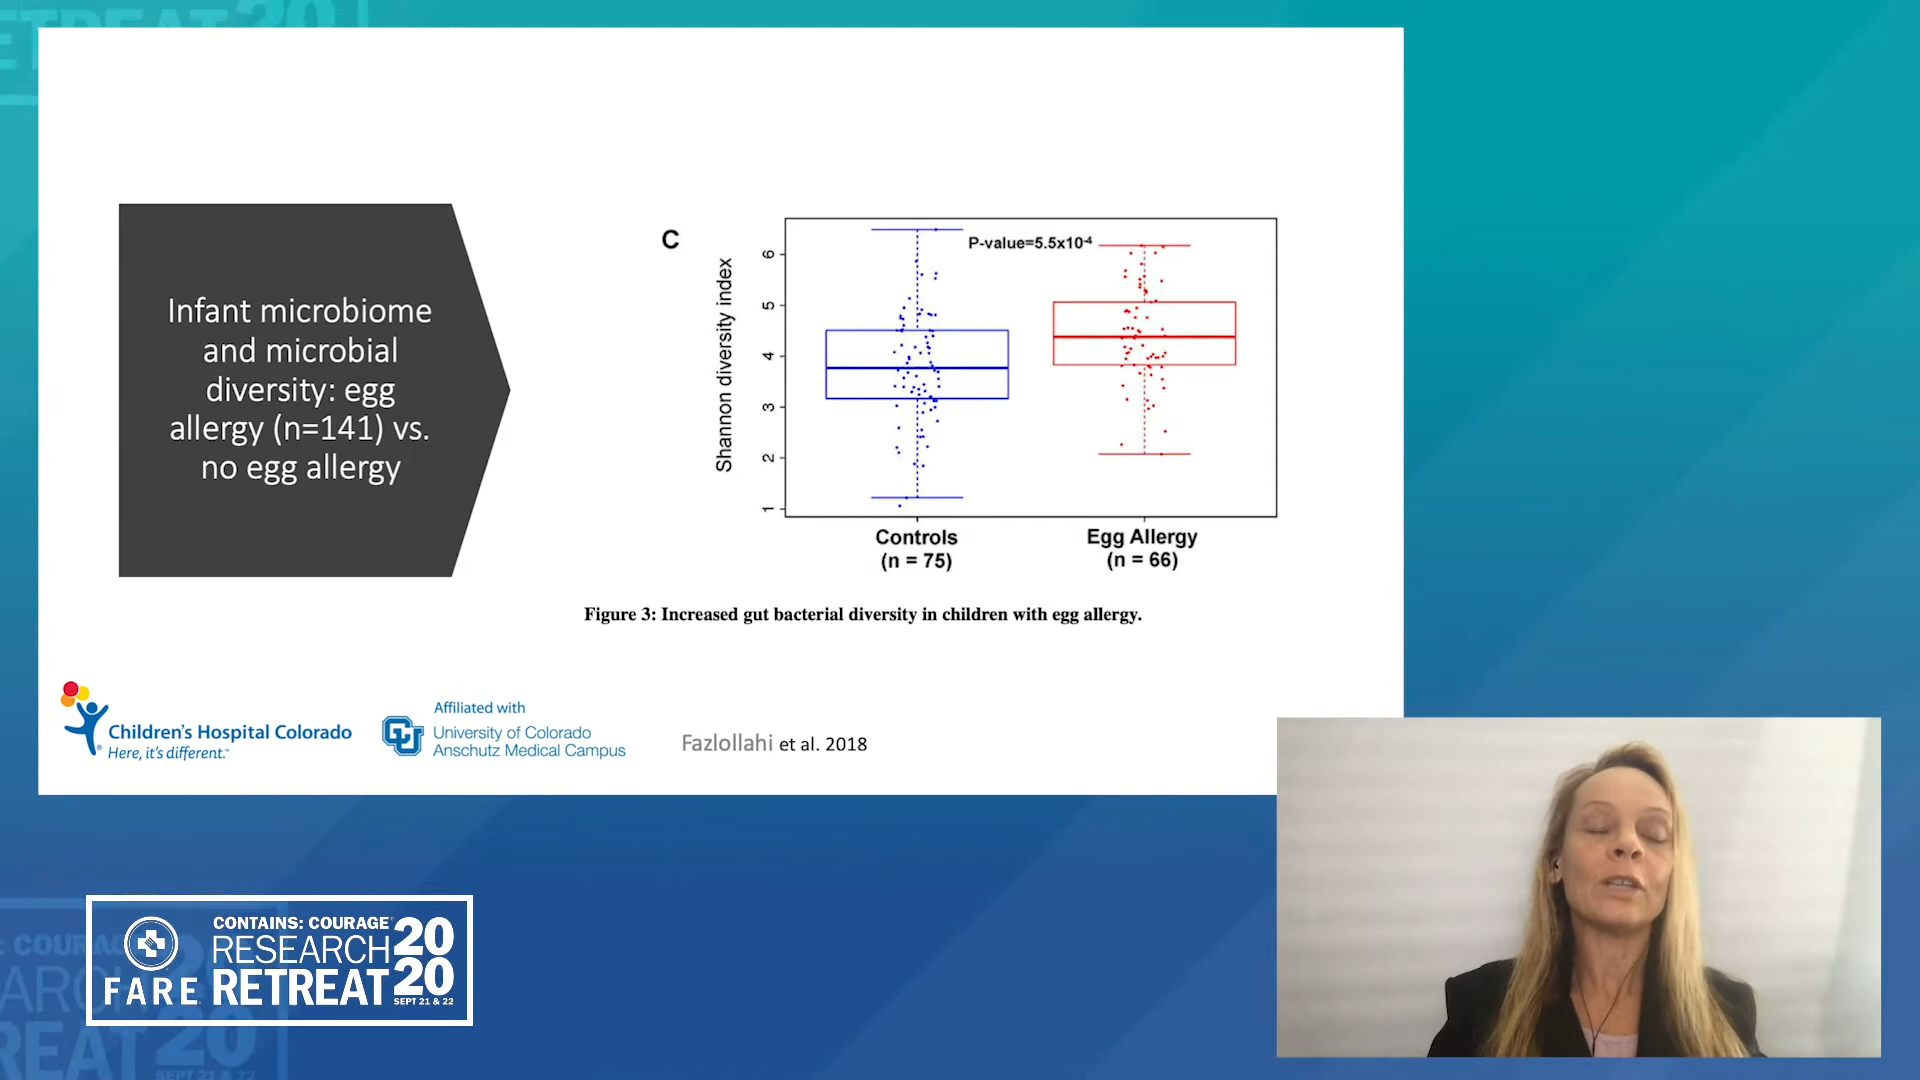 Infant microbiome
and microbial
diversity: egg
allergy (n=141) vs.
no egg allergy
C
P-value=5.5x10⁻⁴
Shannon diversity index
6
5
4
3
2
1
Controls
(n = 75)
Egg Allergy
(n = 66)
Figure 3: Increased gut bacterial diversity in children with egg allergy.
Children's Hospital Colorado
Here, it's different.™
Affiliated with
University of Colorado
Anschutz Medical Campus
Fazlollahi et al. 2018
CONTAINS: COURAGE®
RESEARCH
RETREAT
2020
SEPT 21 & 22
FARE
RETREAT 20